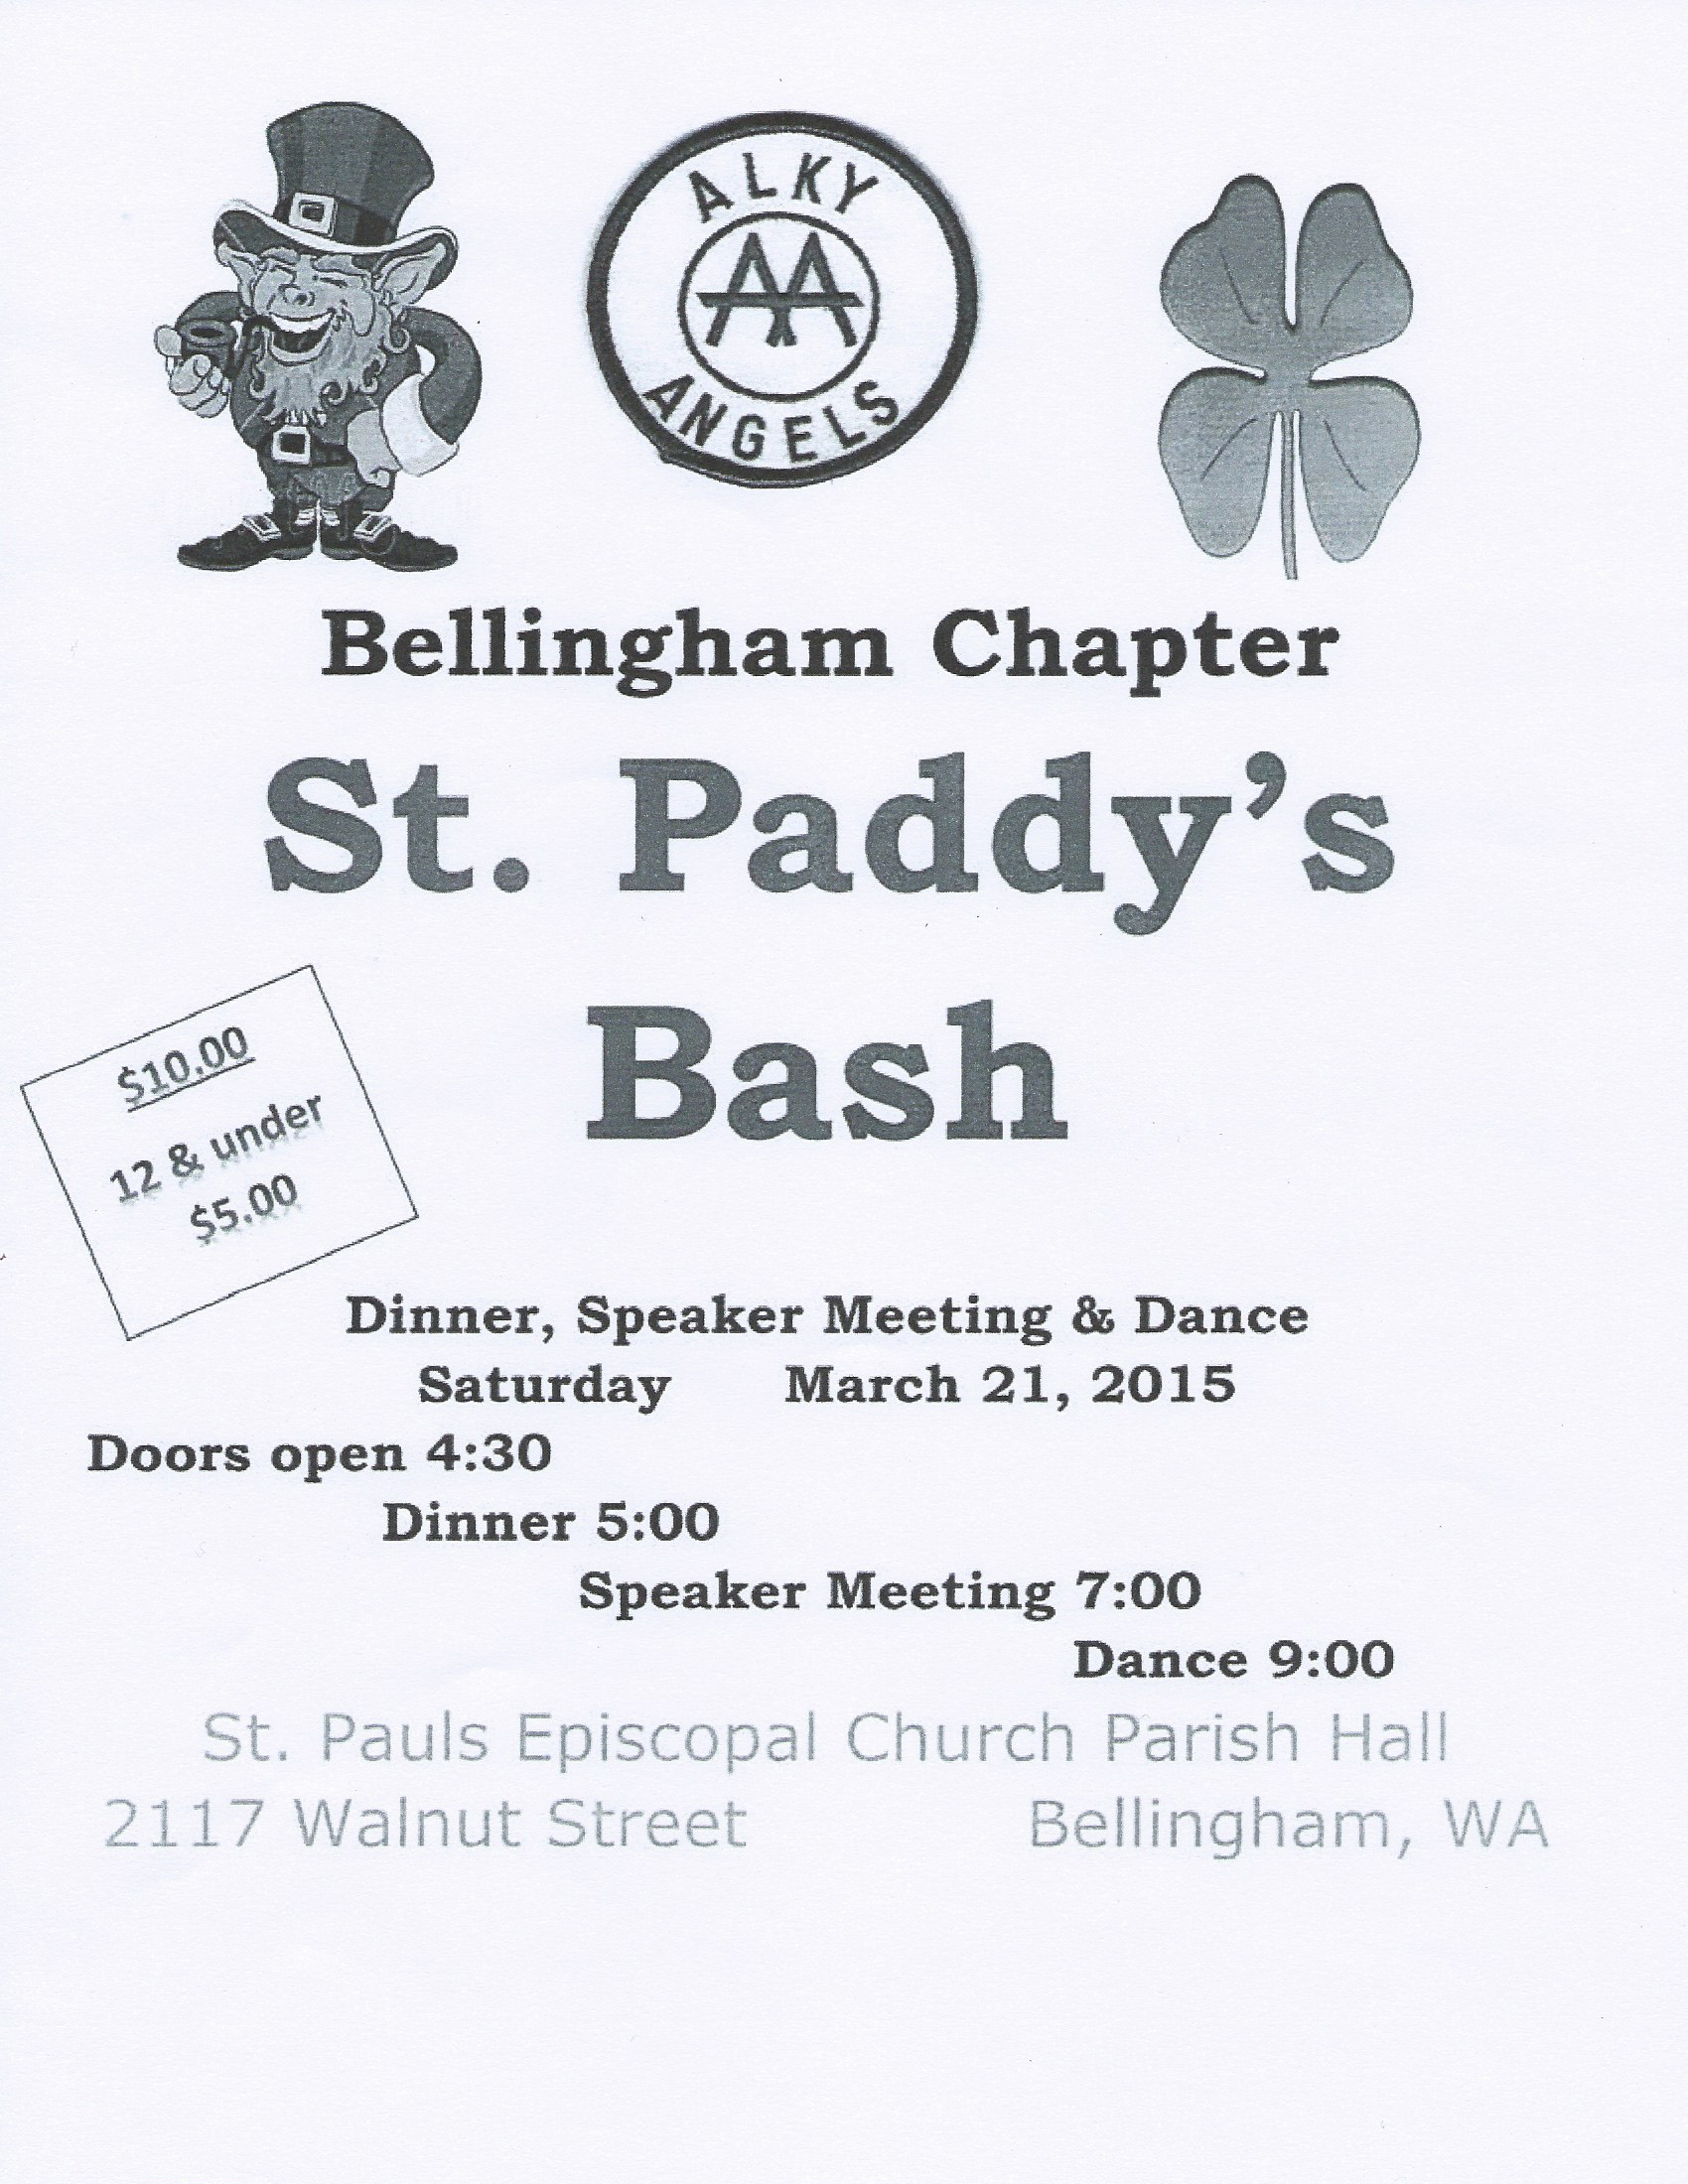 ALKY
AA
ANGELS
Bellingham Chapter
St. Paddy's
Bash
$10.00
12 & under
$5.00
Dinner, Speaker Meeting & Dance
Saturday March 21, 2015
Doors open 4:30
Dinner 5:00
Speaker Meeting 7:00
Dance 9:00
St. Pauls Episcopal Church Parish Hall
2117 Walnut Street Bellingham, WA